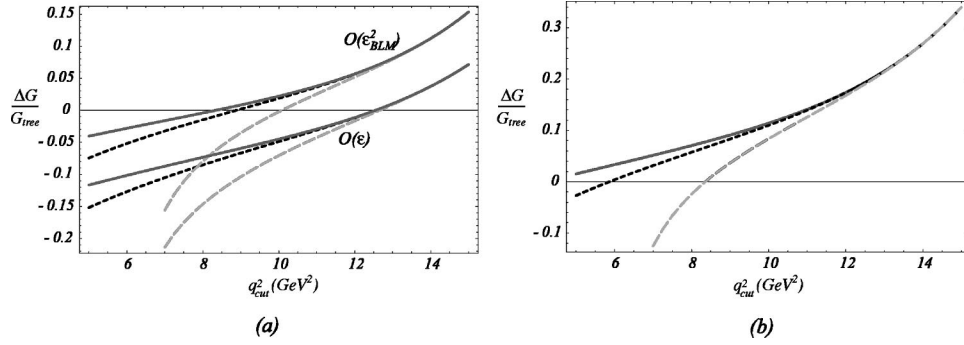 0.15
0.1
0.05
0
- 0.05
- 0.1
- 0.15
- 0.2
ΔG
G_tree
O(ε²_BLM)
O(ε)
6 8 10 12 14
q²_cut (GeV²)
(a)
0.3
0.2
0.1
0
- 0.1
ΔG
G_tree
6 8 10 12 14
q²_cut (GeV²)
(b)